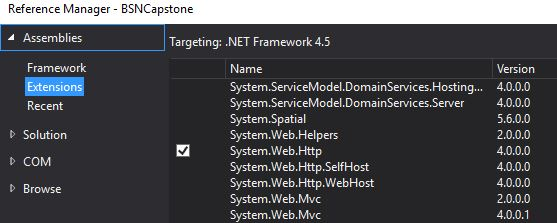 Reference Manager - BSNCapstone
Assemblies
Framework
Extensions
Recent
Solution
COM
Browse
Targeting: .NET Framework 4.5
Name Version
System.ServiceModel.DomainServices.Hosting... 4.0.0.0
System.ServiceModel.DomainServices.Server 4.0.0.0
System.Spatial 5.6.0.0
System.Web.Helpers 2.0.0.0
System.Web.Http 4.0.0.0
System.Web.Http.SelfHost 4.0.0.0
System.Web.Http.WebHost 4.0.0.0
System.Web.Mvc 2.0.0.0
System.Web.Mvc 4.0.0.1